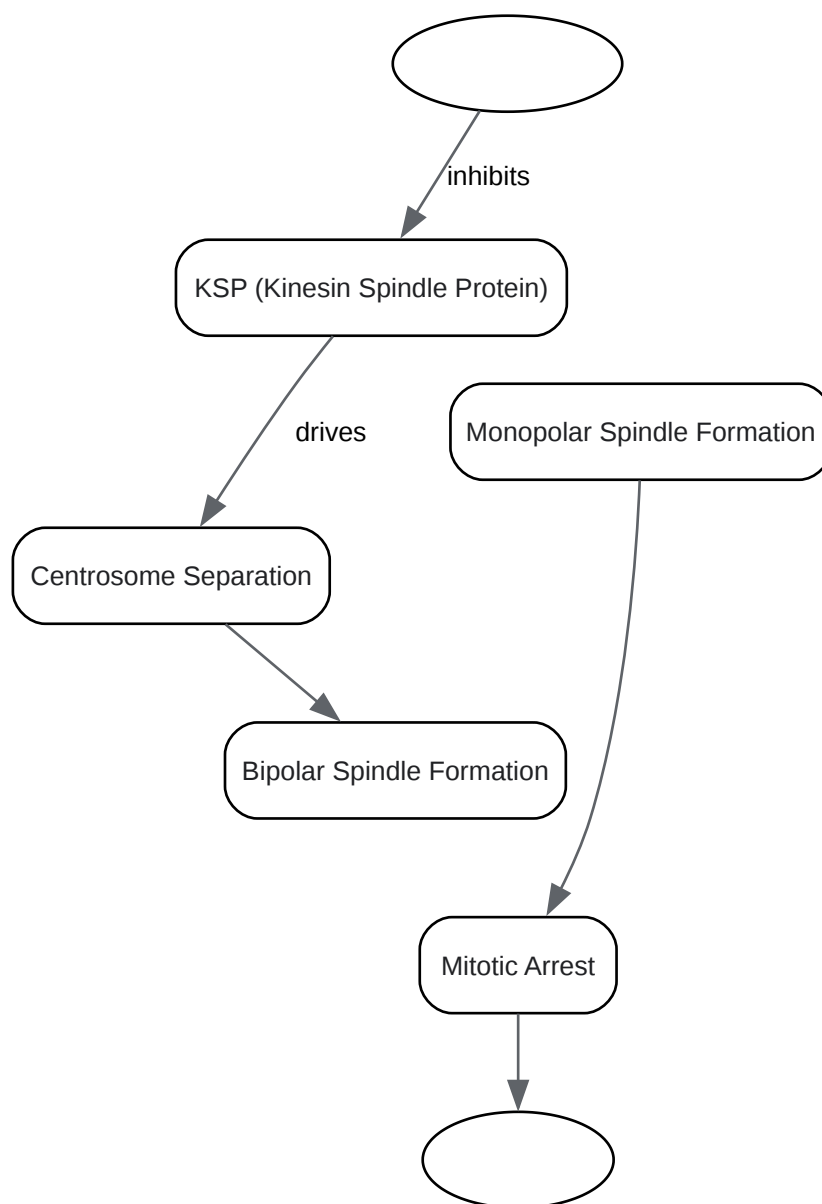 inhibits
KSP (Kinesin Spindle Protein)
drives
Monopolar Spindle Formation
Centrosome Separation
Bipolar Spindle Formation
Mitotic Arrest